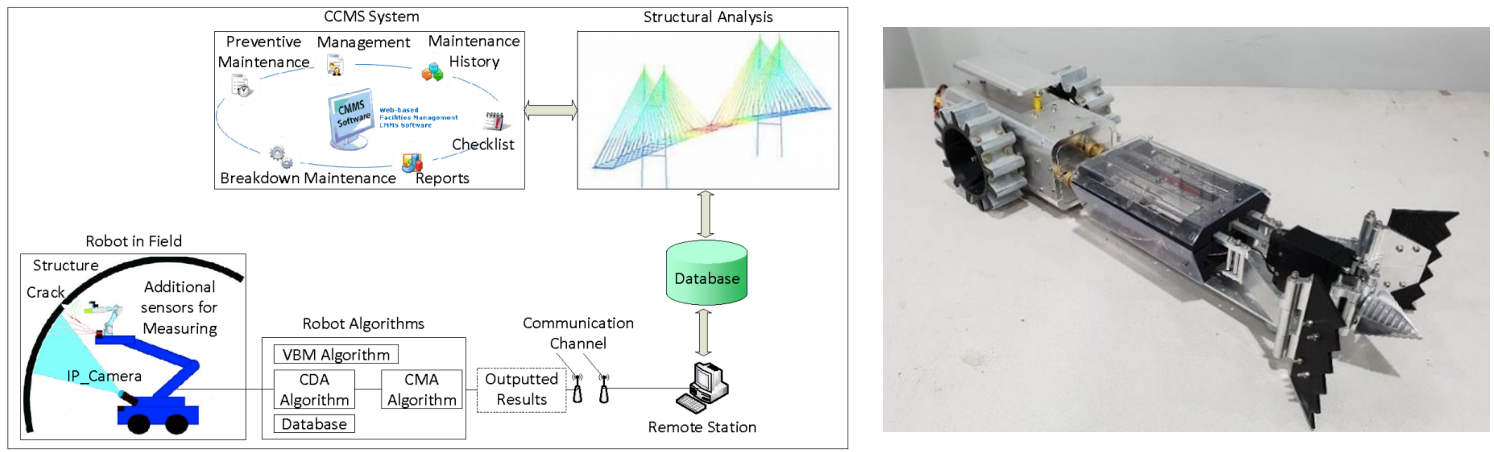 CCMS System
Structural Analysis
Preventive
Maintenance
Management
Maintenance
History
CMMS
Software
Web-based
Facilities Management
CMMS Software
Checklist
Breakdown Maintenance
Reports
Robot in Field
Structure
Crack
Additional
sensors for
Measuring
IP_Camera
Robot Algorithms
VBM Algorithm
CDA
Algorithm
CMA
Algorithm
Database
Outputted
Results
Communication
Channel
Database
Remote Station